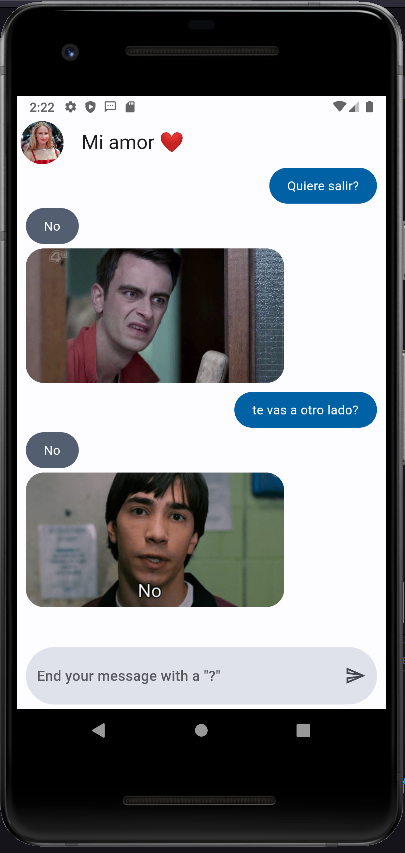 2:22
Mi amor ❤️
Quiere salir?
No
te vas a otro lado?
No
No
End your message with a "?"